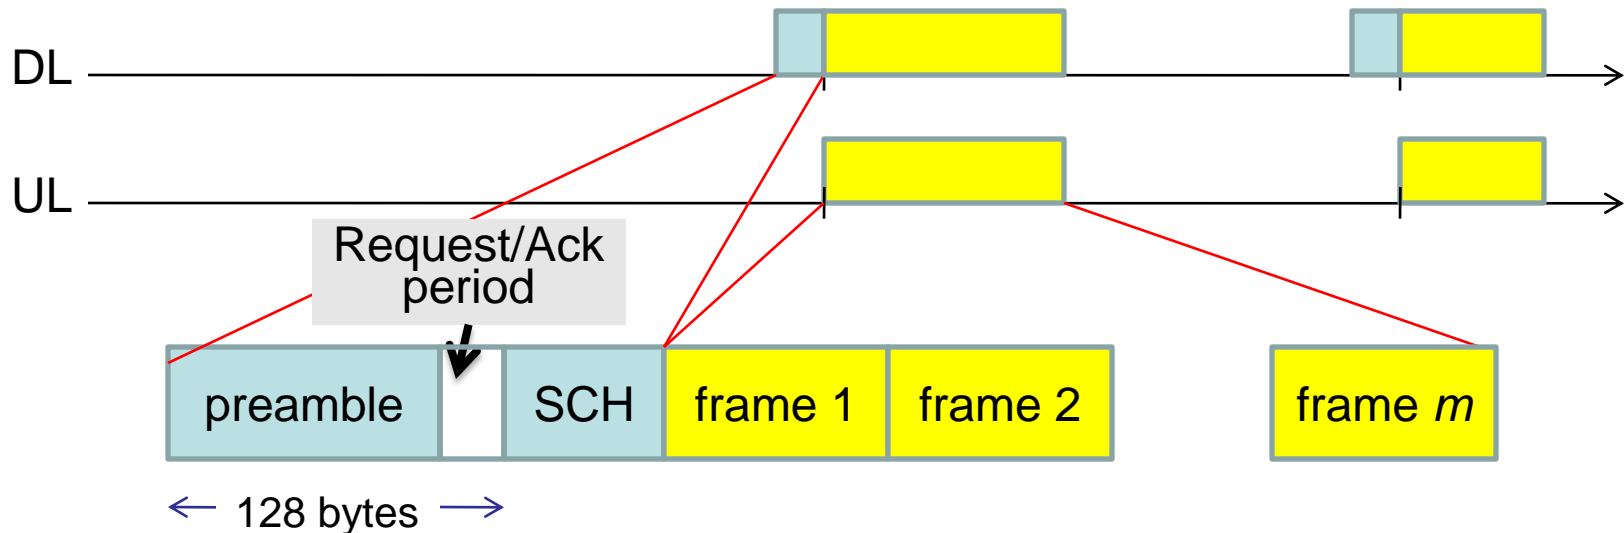 DL
UL
Request/Ack
period
preamble
SCH
frame 1
frame 2
frame m
128 bytes